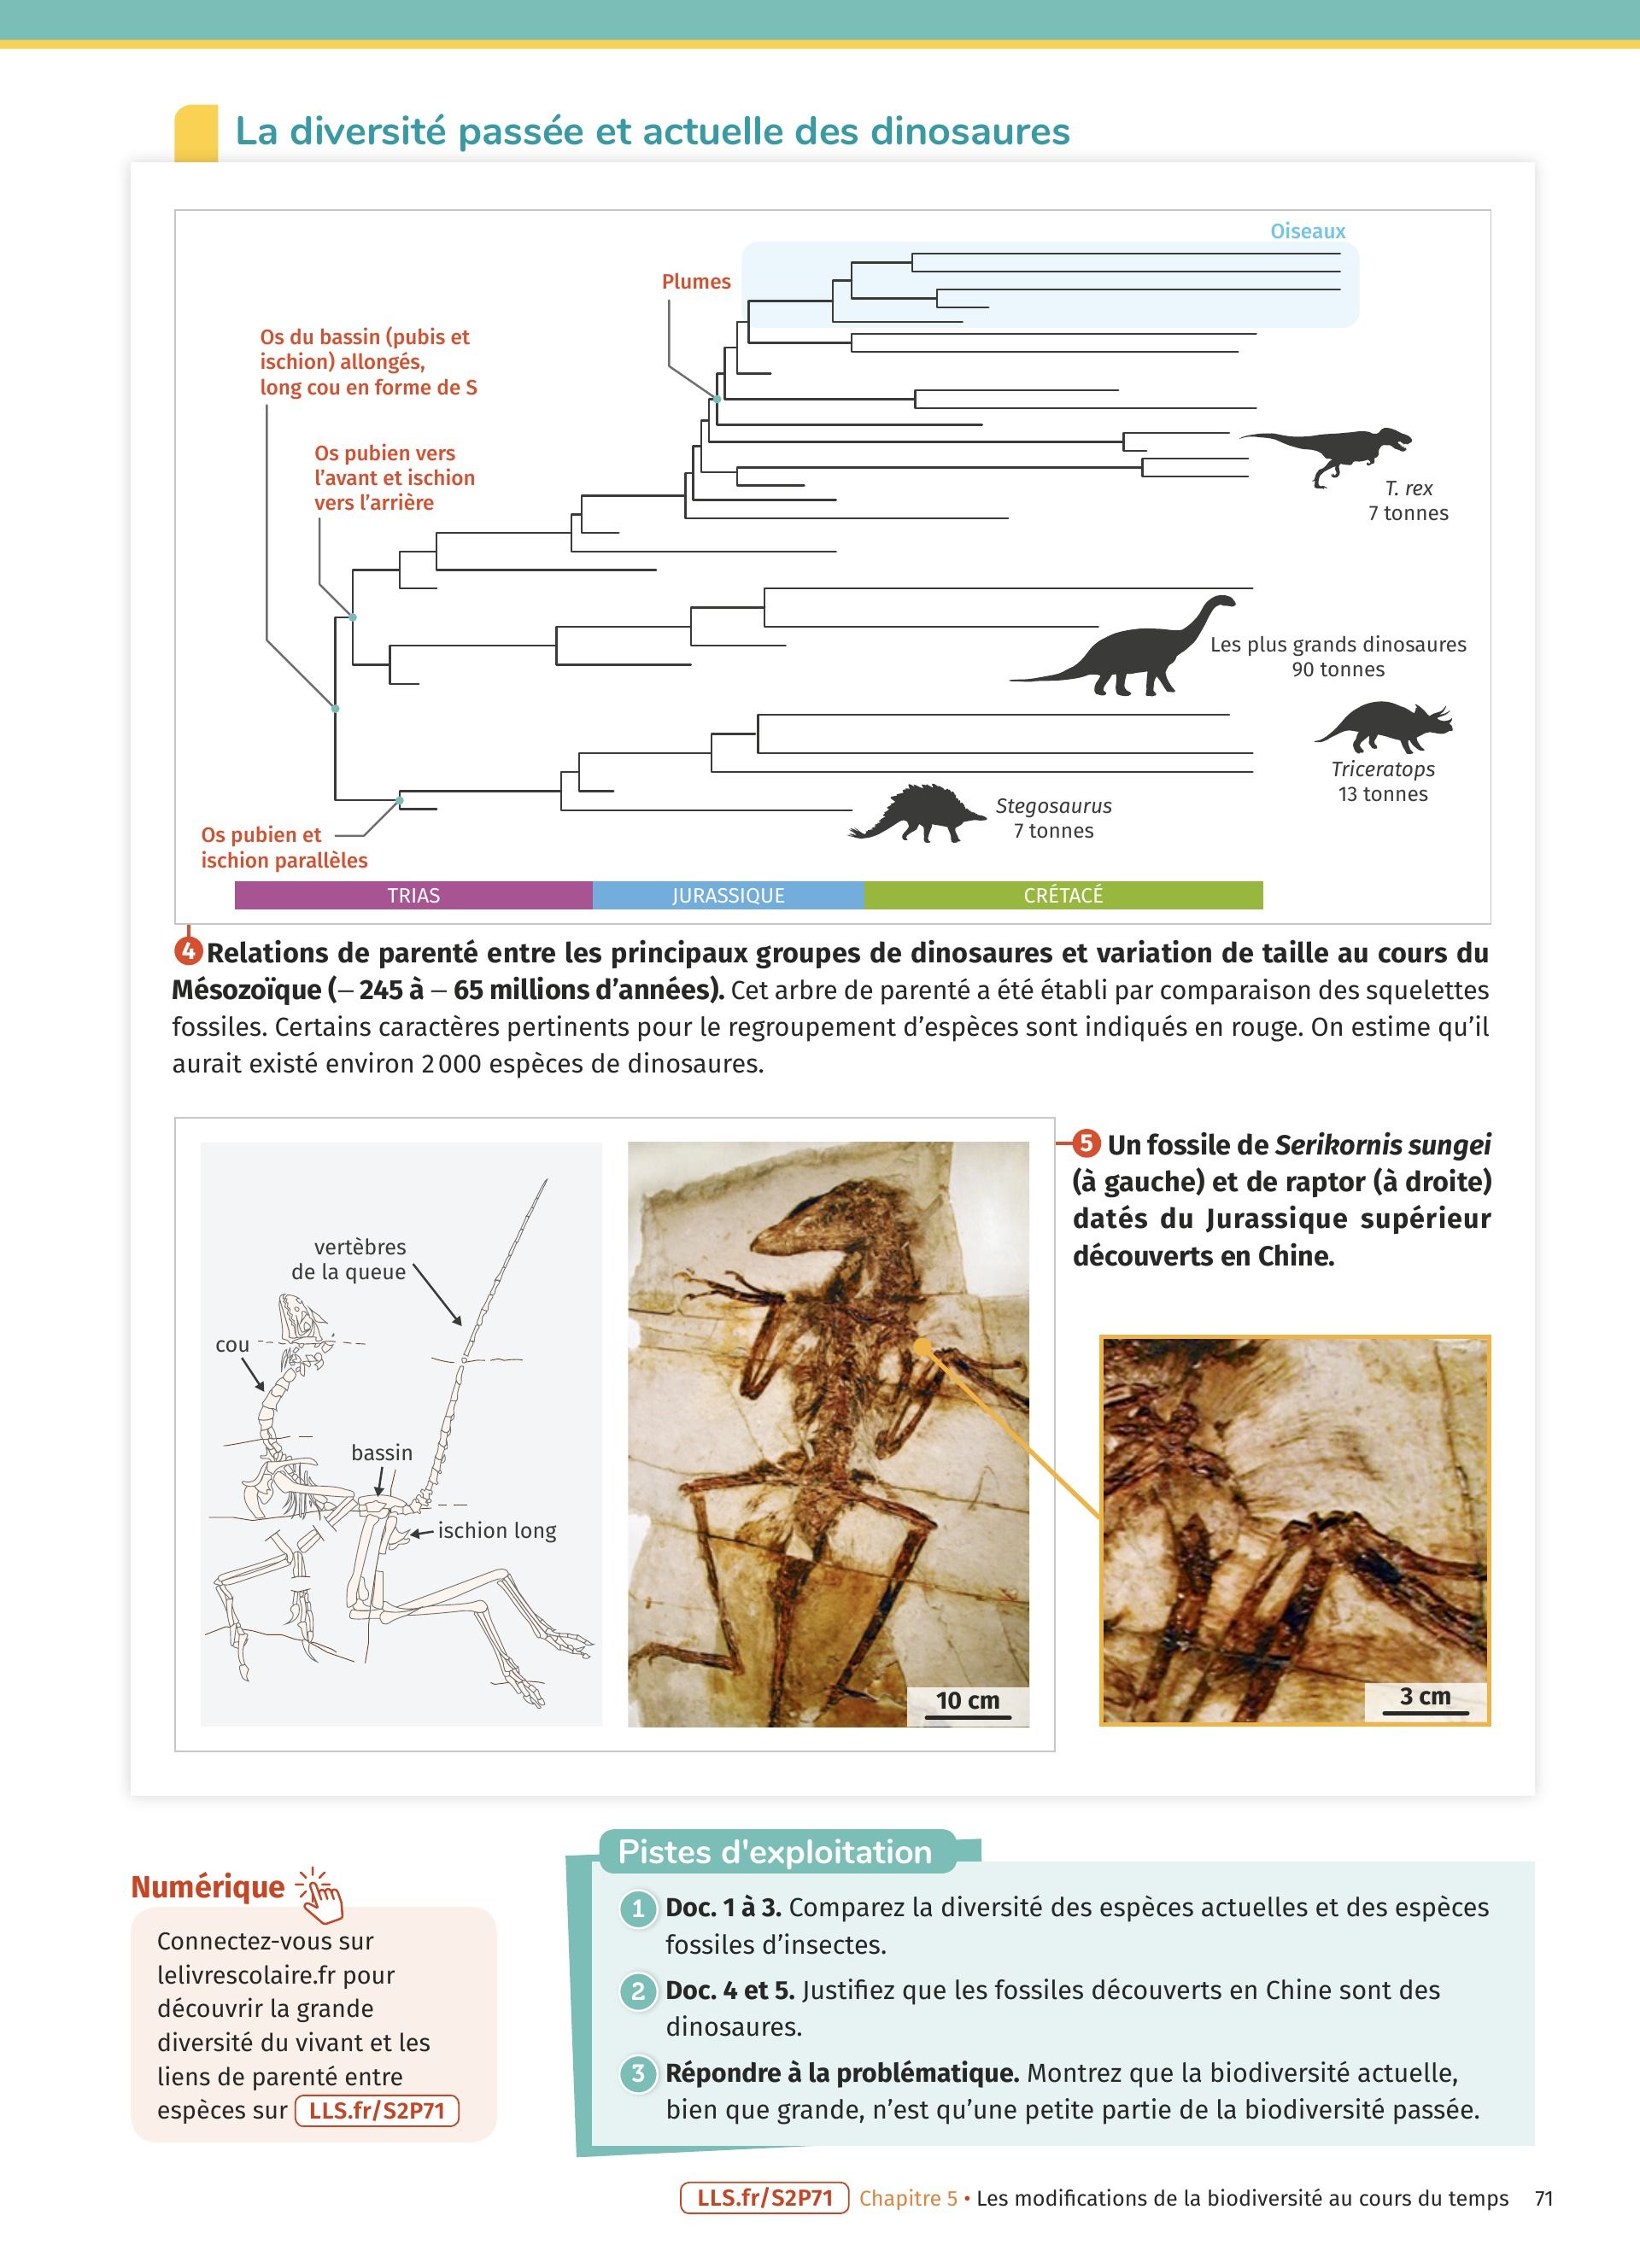 La diversité passée et actuelle des dinosaures
Oiseaux
Plumes
Os du bassin (pubis et
ischion) allongés,
long cou en forme de S
Os pubien vers
l’avant et ischion
vers l’arrière
T. rex
7 tonnes
Les plus grands dinosaures
90 tonnes
Triceratops
13 tonnes
Stegosaurus
7 tonnes
Os pubien et
ischion parallèles
TRIAS
JURASSIQUE
CRÉTACÉ
4 Relations de parenté entre les principaux groupes de dinosaures et variation de taille au cours du
Mésozoïque (– 245 à – 65 millions d’années). Cet arbre de parenté a été établi par comparaison des squelettes
fossiles. Certains caractères pertinents pour le regroupement d’espèces sont indiqués en rouge. On estime qu’il
aurait existé environ 2 000 espèces de dinosaures.
vertèbres
de la queue
cou
bassin
ischion long
10 cm
5 Un fossile de Serikornis sungei
(à gauche) et de raptor (à droite)
datés du Jurassique supérieur
découverts en Chine.
3 cm
Numérique
Connectez-vous sur
lelivrescolaire.fr pour
découvrir la grande
diversité du vivant et les
liens de parenté entre
espèces sur LLS.fr/S2P71
Pistes d'exploitation
1 Doc. 1 à 3. Comparez la diversité des espèces actuelles et des espèces
fossiles d’insectes.
2 Doc. 4 et 5. Justifiez que les fossiles découverts en Chine sont des
dinosaures.
3 Répondre à la problématique. Montrez que la biodiversité actuelle,
bien que grande, n’est qu’une petite partie de la biodiversité passée.
LLS.fr/S2P71 Chapitre 5 • Les modifications de la biodiversité au cours du temps 71